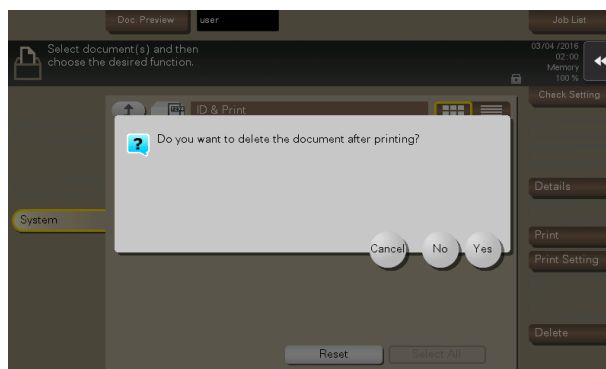 Doc. Preview
user
Job List
Select document(s) and then
choose the desired function.
03/04 /2016
02:00
Memory
100 %
Check Setting
ID & Print
Do you want to delete the document after printing?
Details
System
Cancel
No
Yes
Print
Print Setting
Delete
Reset
Select All